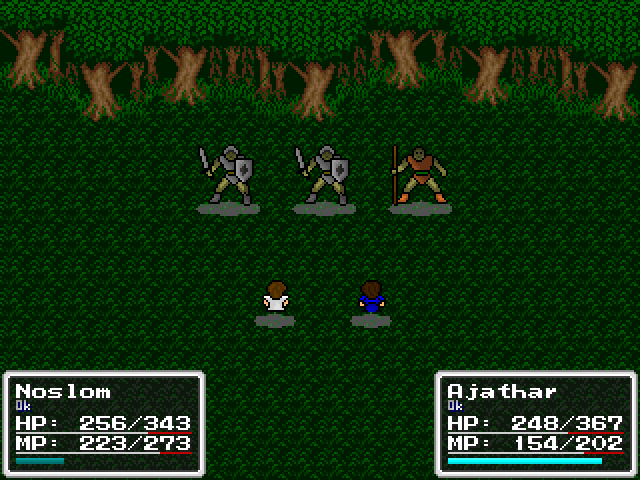 Noslom
Ok
HP: 256/343
MP: 223/273
Ajathar
Ok
HP: 248/367
MP: 154/202